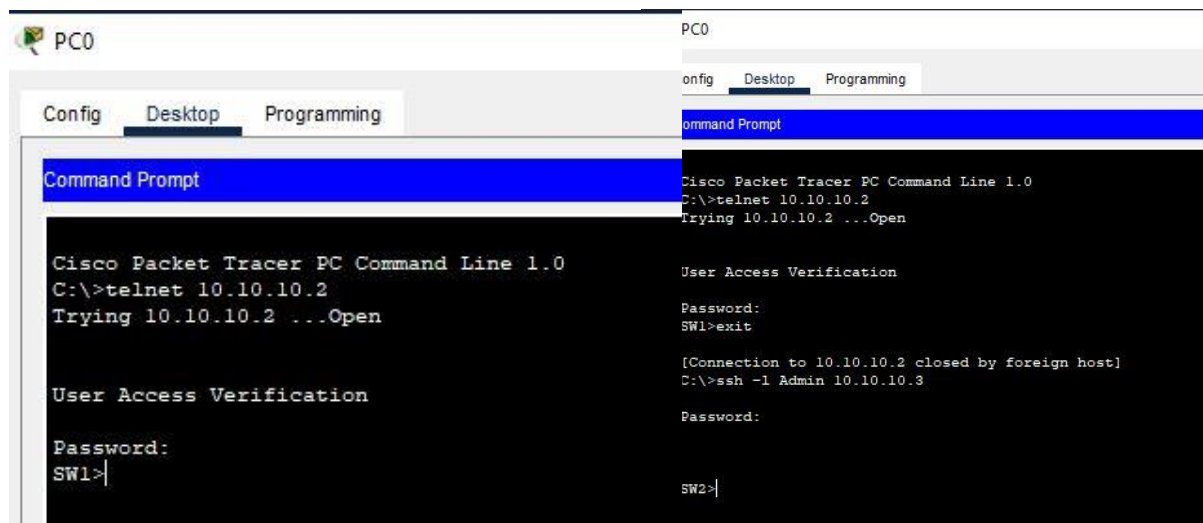 PC0
Config Desktop Programming
Command Prompt
Cisco Packet Tracer PC Command Line 1.0
C:\>telnet 10.10.10.2
Trying 10.10.10.2 ...Open
User Access Verification
Password:
SW1>
PC0
onfig Desktop Programming
ommand Prompt
Cisco Packet Tracer PC Command Line 1.0
C:\>telnet 10.10.10.2
Trying 10.10.10.2 ...Open
User Access Verification
Password:
SW1>exit
[Connection to 10.10.10.2 closed by foreign host]
C:\>ssh -l Admin 10.10.10.3
Password:
SW2>